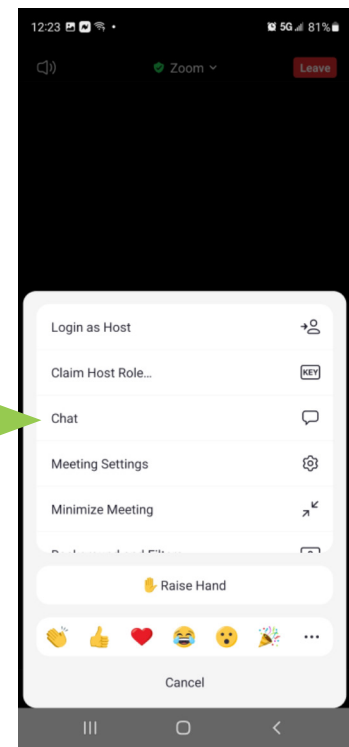 12:23 5G 81%
Zoom Leave
Login as Host
Claim Host Role...
KEY
Chat
Meeting Settings
Minimize Meeting
Raise Hand
Cancel